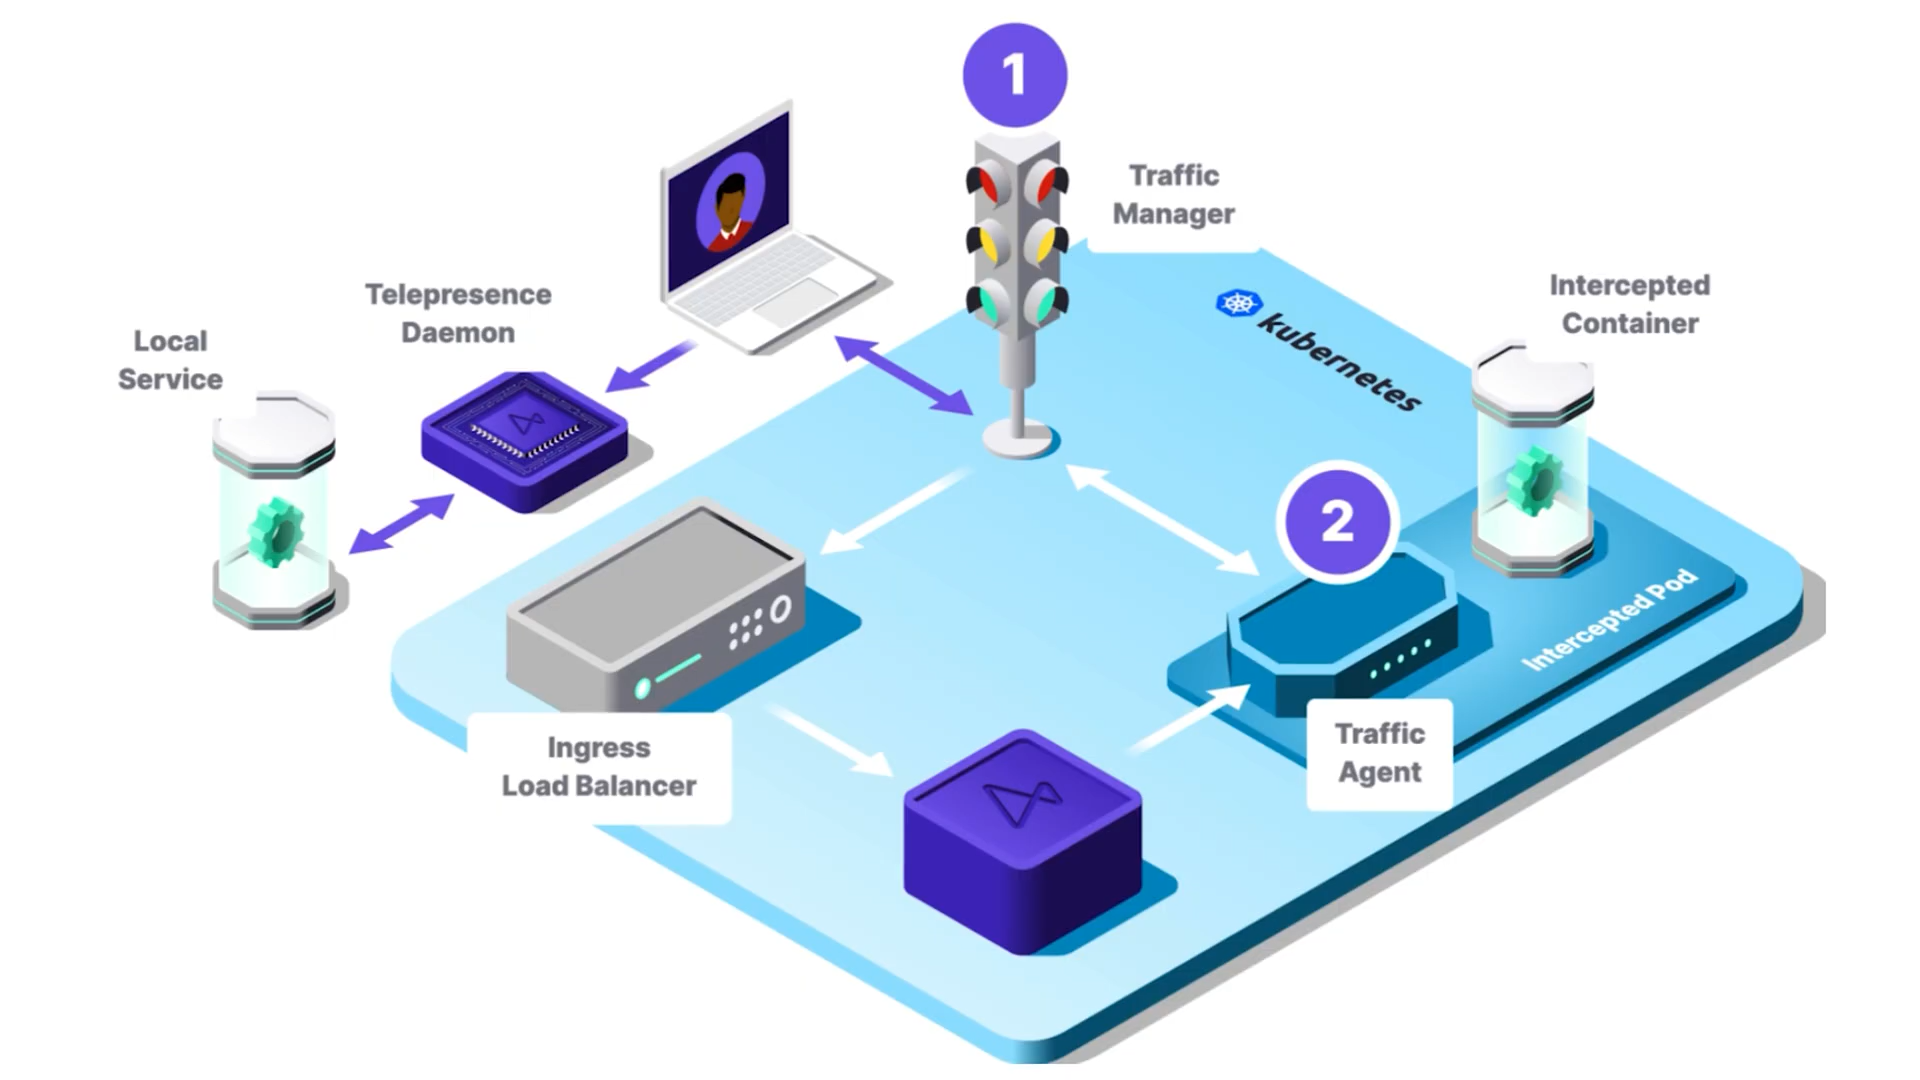 1
Traffic
Manager
Telepresence
Daemon
Local
Service
kubernetes
Intercepted
Container
2
Intercepted Pod
Traffic
Agent
Ingress
Load Balancer